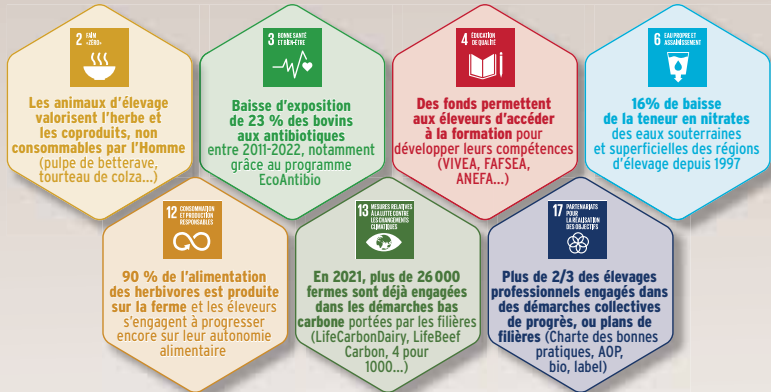 2 FAIM
«ZÉRO»
Les animaux d’élevage
valorisent l’herbe et
les coproduits, non
consommables par l’Homme
(pulpe de betterave,
tourteau de colza...)
3 BONNE SANTÉ
ET BIEN-ÊTRE
Baisse d’exposition
de 23 % des bovins
aux antibiotiques
entre 2011-2022, notamment
grâce au programme
EcoAntibio
4 ÉDUCATION
DE QUALITÉ
Des fonds permettent
aux éleveurs d’accéder
à la formation pour
développer leurs compétences
(VIVEA, FAFSEA,
ANEFA...)
6 EAU PROPRE ET
ASSAINISSEMENT
16% de baisse
de la teneur en nitrates
des eaux souterraines
et superficielles des régions
d’élevage depuis 1997
12 CONSOMMATION
ET PRODUCTION
RESPONSABLES
90 % de l’alimentation
des herbivores est produite
sur la ferme et les éleveurs
s’engagent à progresser
encore sur leur autonomie
alimentaire
13 MESURES RELATIVES
À LA LUTTE CONTRE
LES CHANGEMENTS
CLIMATIQUES
En 2021, plus de 26 000
fermes sont déjà engagées
dans les démarches bas
carbone portées par les filières
(LifeCarbonDairy, LifeBeef
Carbon, 4 pour
1000...)
17 PARTENARIATS
POUR
LA RÉALISATION
DES OBJECTIFS
Plus de 2/3 des élevages
professionnels engagés dans
des démarches collectives
de progrès, ou plans de
filières (Charte des bonnes
pratiques, AOP,
bio, label)